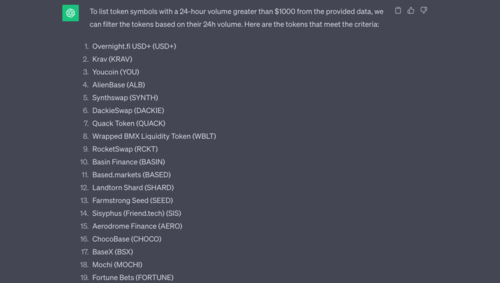 To list token symbols with a 24-hour volume greater than $1000 from the provided data, we
can filter the tokens based on their 24h volume. Here are the tokens that meet the criteria:
1. Overnight.fi USD+ (USD+)
2. Krav (KRAV)
3. Youcoin (YOU)
4. AlienBase (ALB)
5. Synthswap (SYNTH)
6. DackieSwap (DACKIE)
7. Quack Token (QUACK)
8. Wrapped BMX Liquidity Token (WBLT)
9. RocketSwap (RCKT)
10. Basin Finance (BASIN)
11. Based.markets (BASED)
12. Landtorn Shard (SHARD)
13. Farmstrong Seed (SEED)
14. Sisyphus (Friend.tech) (SIS)
15. Aerodrome Finance (AERO)
16. ChocoBase (CHOCO)
17. BaseX (BSX)
18. Mochi (MOCHI)
19. Fortune Bets (FORTUNE)